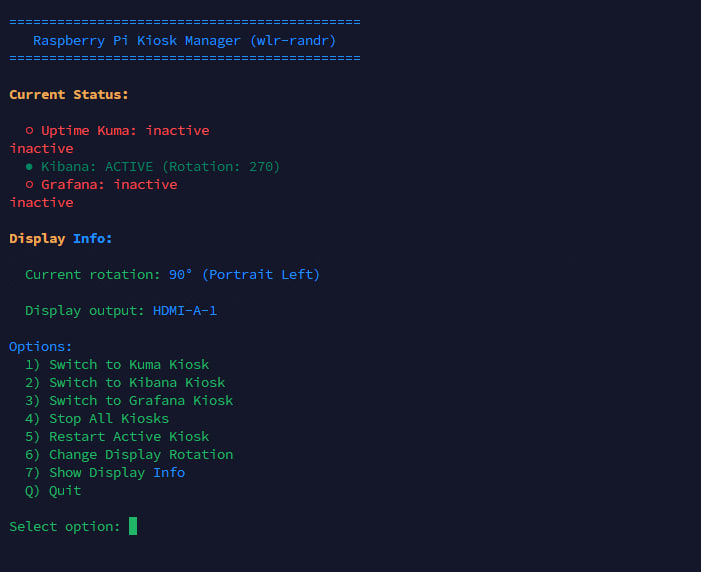 ============================================
Raspberry Pi Kiosk Manager (wlr-randr)
============================================
Current Status:
○ Uptime Kuma: inactive
inactive
● Kibana: ACTIVE (Rotation: 270)
○ Grafana: inactive
inactive
Display Info:
Current rotation: 90° (Portrait Left)
Display output: HDMI-A-1
Options:
1) Switch to Kuma Kiosk
2) Switch to Kibana Kiosk
3) Switch to Grafana Kiosk
4) Stop All Kiosks
5) Restart Active Kiosk
6) Change Display Rotation
7) Show Display Info
Q) Quit
Select option: